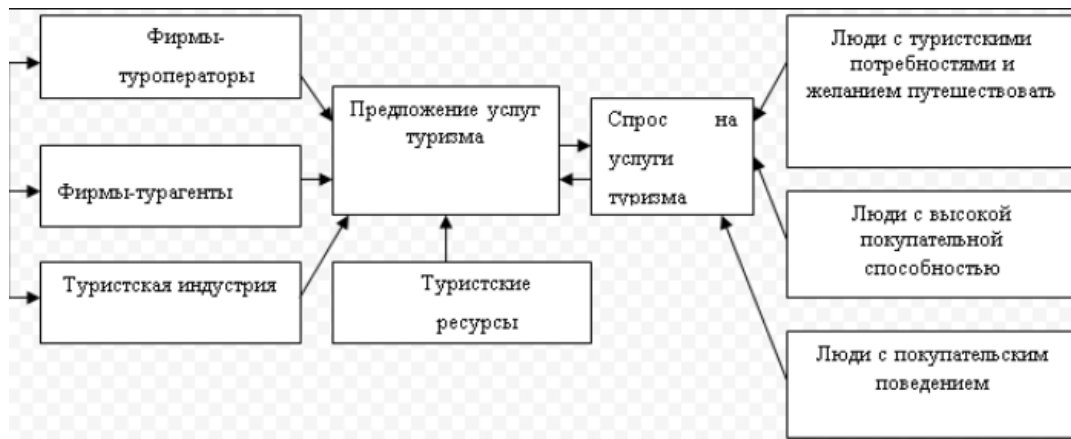 Фирмы-
туроператоры
Фирмы-турагенты
Туристская индустрия
Предложение услуг
туризма
Туристские
ресурсы
Спрос на
услуги
туризма
Люди с туристскими
потребностями и
желанием путешествовать
Люди с высокой
покупательной
способностью
Люди с покупательским
поведением